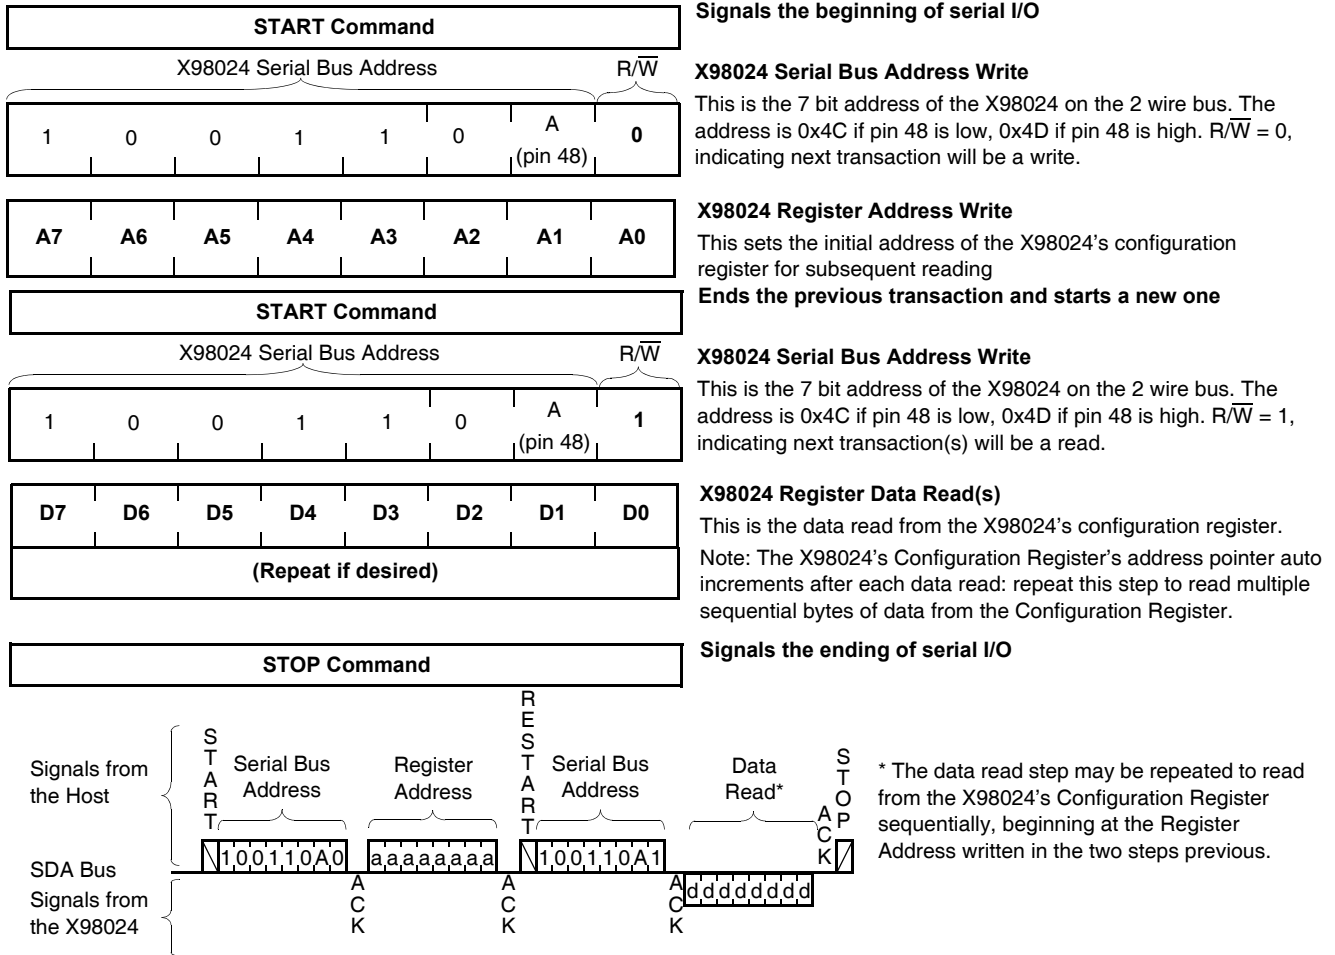 START Command
Signals the beginning of serial I/O
X98024 Serial Bus Address
R/W̅
1 0 0 1 1 0 A (pin 48) 0
X98024 Serial Bus Address Write
This is the 7 bit address of the X98024 on the 2 wire bus. The
address is 0x4C if pin 48 is low, 0x4D if pin 48 is high. R/W̅ = 0,
indicating next transaction will be a write.
A7 A6 A5 A4 A3 A2 A1 A0
X98024 Register Address Write
This sets the initial address of the X98024’s configuration
register for subsequent reading
START Command
Ends the previous transaction and starts a new one
X98024 Serial Bus Address
R/W̅
1 0 0 1 1 0 A (pin 48) 1
X98024 Serial Bus Address Write
This is the 7 bit address of the X98024 on the 2 wire bus. The
address is 0x4C if pin 48 is low, 0x4D if pin 48 is high. R/W̅ = 1,
indicating next transaction(s) will be a read.
D7 D6 D5 D4 D3 D2 D1 D0
(Repeat if desired)
X98024 Register Data Read(s)
This is the data read from the X98024’s configuration register.
Note: The X98024’s Configuration Register’s address pointer auto
increments after each data read: repeat this step to read multiple
sequential bytes of data from the Configuration Register.
STOP Command
Signals the ending of serial I/O
Signals from
the Host
START
Serial Bus
Address
Register
Address
RESTART
Serial Bus
Address
Data
Read*
ACK
STOP
SDA Bus
1 0 0 1 1 0 A 0
a a a a a a a a
1 0 0 1 1 0 A 1
Signals from
the X98024
ACK
ACK
ACK
d d d d d d d d
* The data read step may be repeated to read
from the X98024’s Configuration Register
sequentially, beginning at the Register
Address written in the two steps previous.